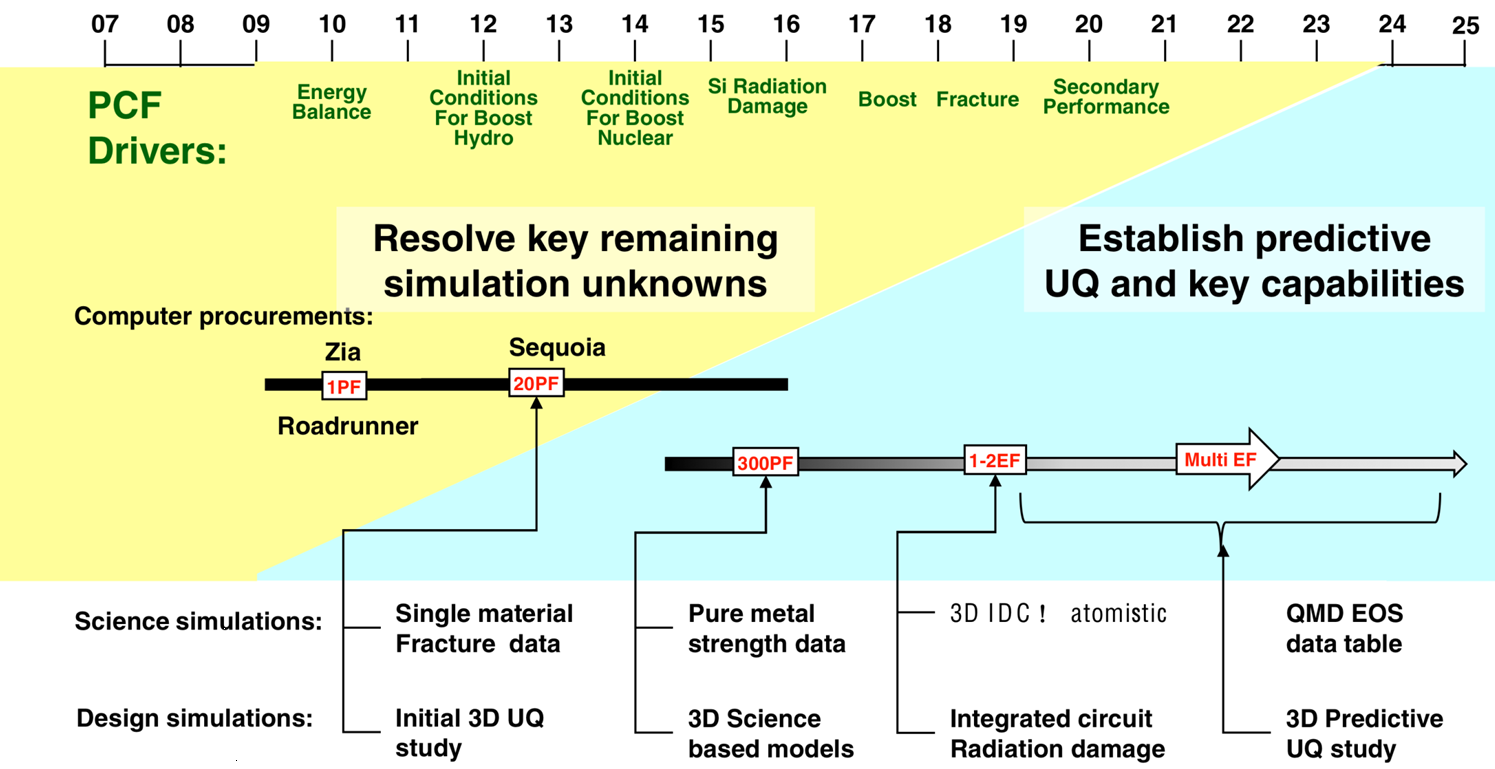 07 08 09 10 11 12 13 14 15 16 17 18 19 20 21 22 23 24 25
PCF
Drivers:
Energy
Balance
Initial
Conditions
For Boost
Hydro
Initial
Conditions
For Boost
Nuclear
Si Radiation
Damage
Boost
Fracture
Secondary
Performance
Resolve key remaining
simulation unknowns
Establish predictive
UQ and key capabilities
Computer procurements:
Zia
1PF
Roadrunner
Sequoia
20PF
300PF
1-2EF
Multi EF
Science simulations:
Single material
Fracture data
Pure metal
strength data
3D IDC ! atomistic
QMD EOS
data table
Design simulations:
Initial 3D UQ
study
3D Science
based models
Integrated circuit
Radiation damage
3D Predictive
UQ study